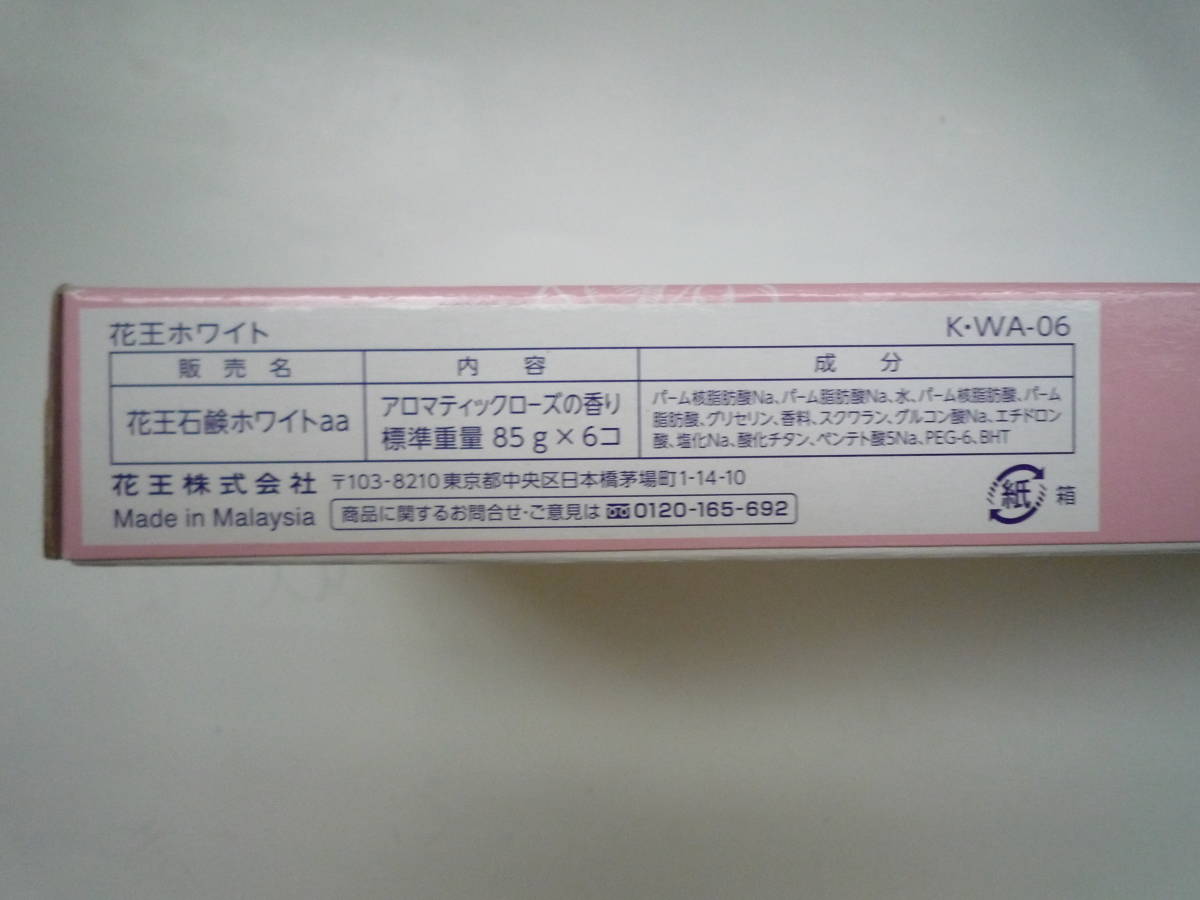 花王ホワイト
K・WA-06
販売名
内容
成分
花王石鹸ホワイトaa
アロマティックローズの香り
標準重量 85g×6コ
パーム核脂肪酸Na、パーム脂肪酸Na、水、パーム核脂肪酸、パーム
脂肪酸、グリセリン、香料、スクワラン、グルコン酸Na、エチドロン
酸、塩化Na、酸化チタン、ペンテト酸5Na、PEG-6、BHT
花王株式会社 〒103-8210東京都中央区日本橋茅場町1-14-10
Made in Malaysia 商品に関するお問合せ・ご意見は 0120-165-692
紙 箱